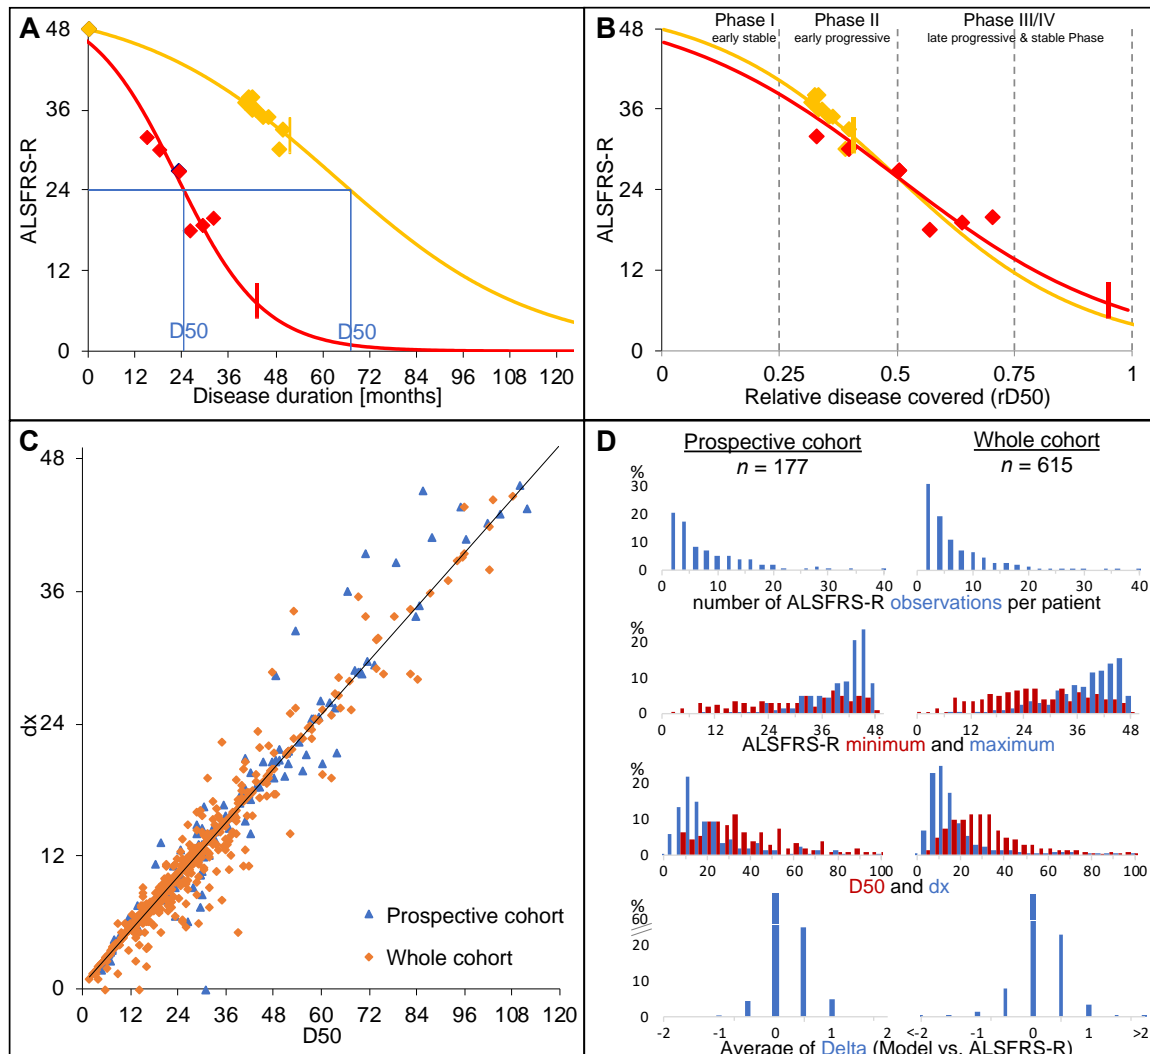 A
48
36
24
12
0
ALSFRS-R
D50
D50
0 12 24 36 48 60 72 84 96 108 120
Disease duration [months]
B
Phase I
early stable
Phase II
early progressive
Phase III/IV
late progressive & stable Phase
48
36
24
12
0
ALSFRS-R
0 0.25 0.5 0.75 1
Relative disease covered (rD50)
C
48
36
24
12
0
dx
Prospective cohort
Whole cohort
0 12 24 36 48 60 72 84 96 108 120
D50
D
Prospective cohort
n = 177
Whole cohort
n = 615
%
30
20
10
0
0 10 20 30 40
0 10 20 30 40
number of ALSFRS-R observations per patient
%
20
10
0
0 12 24 36 48
0 12 24 36 48
ALSFRS-R minimum and maximum
%
20
10
0
0 20 40 60 80 100
0 20 40 60 80 100
D50 and dx
%
60
20
10
0
-2 -1 0 1 2
<-2 -1 0 1 >2
Average of Delta (Model vs. ALSFRS-R)